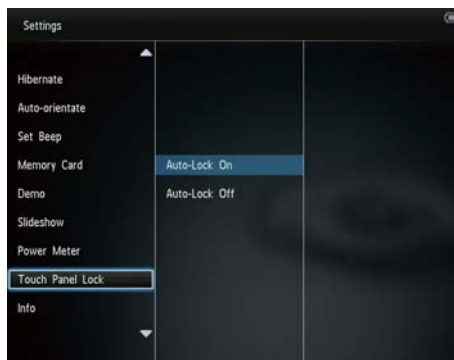 Settings
Hibernate
Auto-orientate
Set Beep
Memory Card
Auto-Lock On
Demo
Auto-Lock Off
Slideshow
Power Meter
Touch Panel Lock
Info